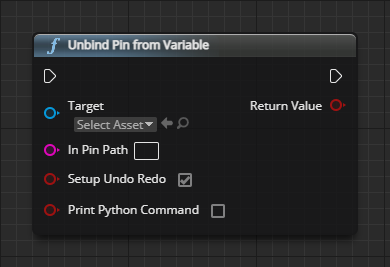 Unbind Pin from Variable
Target
Return Value
Select Asset
In Pin Path
Setup Undo Redo
Print Python Command